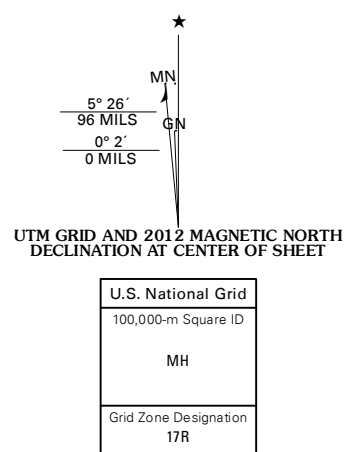 MN
5° 26´
96 MILS
GN
0° 2´
0 MILS
UTM GRID AND 2012 MAGNETIC NORTH
DECLINATION AT CENTER OF SHEET
U.S. National Grid
100,000-m Square ID
MH
Grid Zone Designation
17R